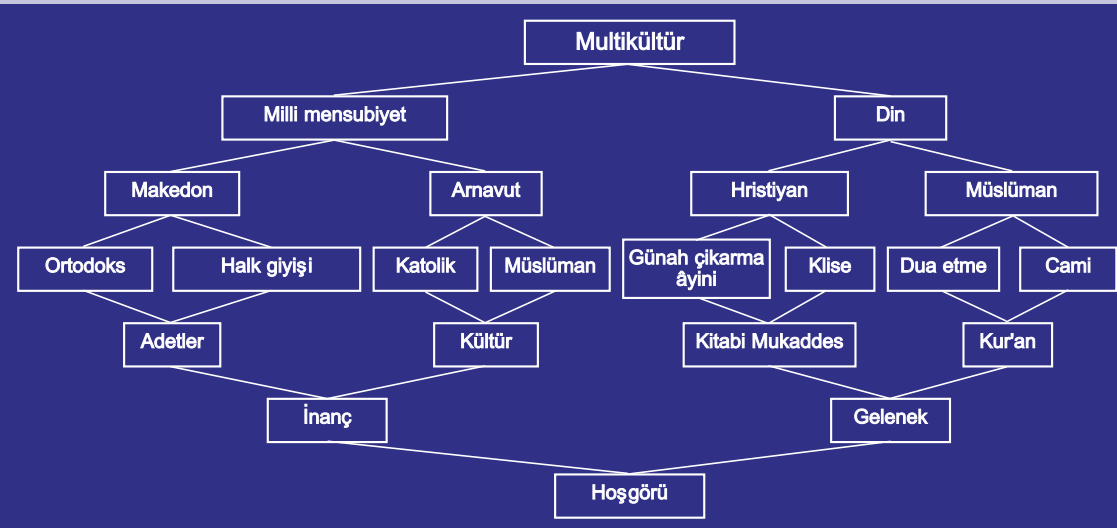 Multikültür
Milli mensubiyet
Din
Makedon
Arnavut
Hristiyan
Müslüman
Ortodoks
Halk giyişi
Katolik
Müslüman
Günah çikarma
âyini
Klise
Dua etme
Cami
Adetler
Kültür
Kitabi Mukaddes
Kur'an
İnanç
Gelenek
Hoşgörü